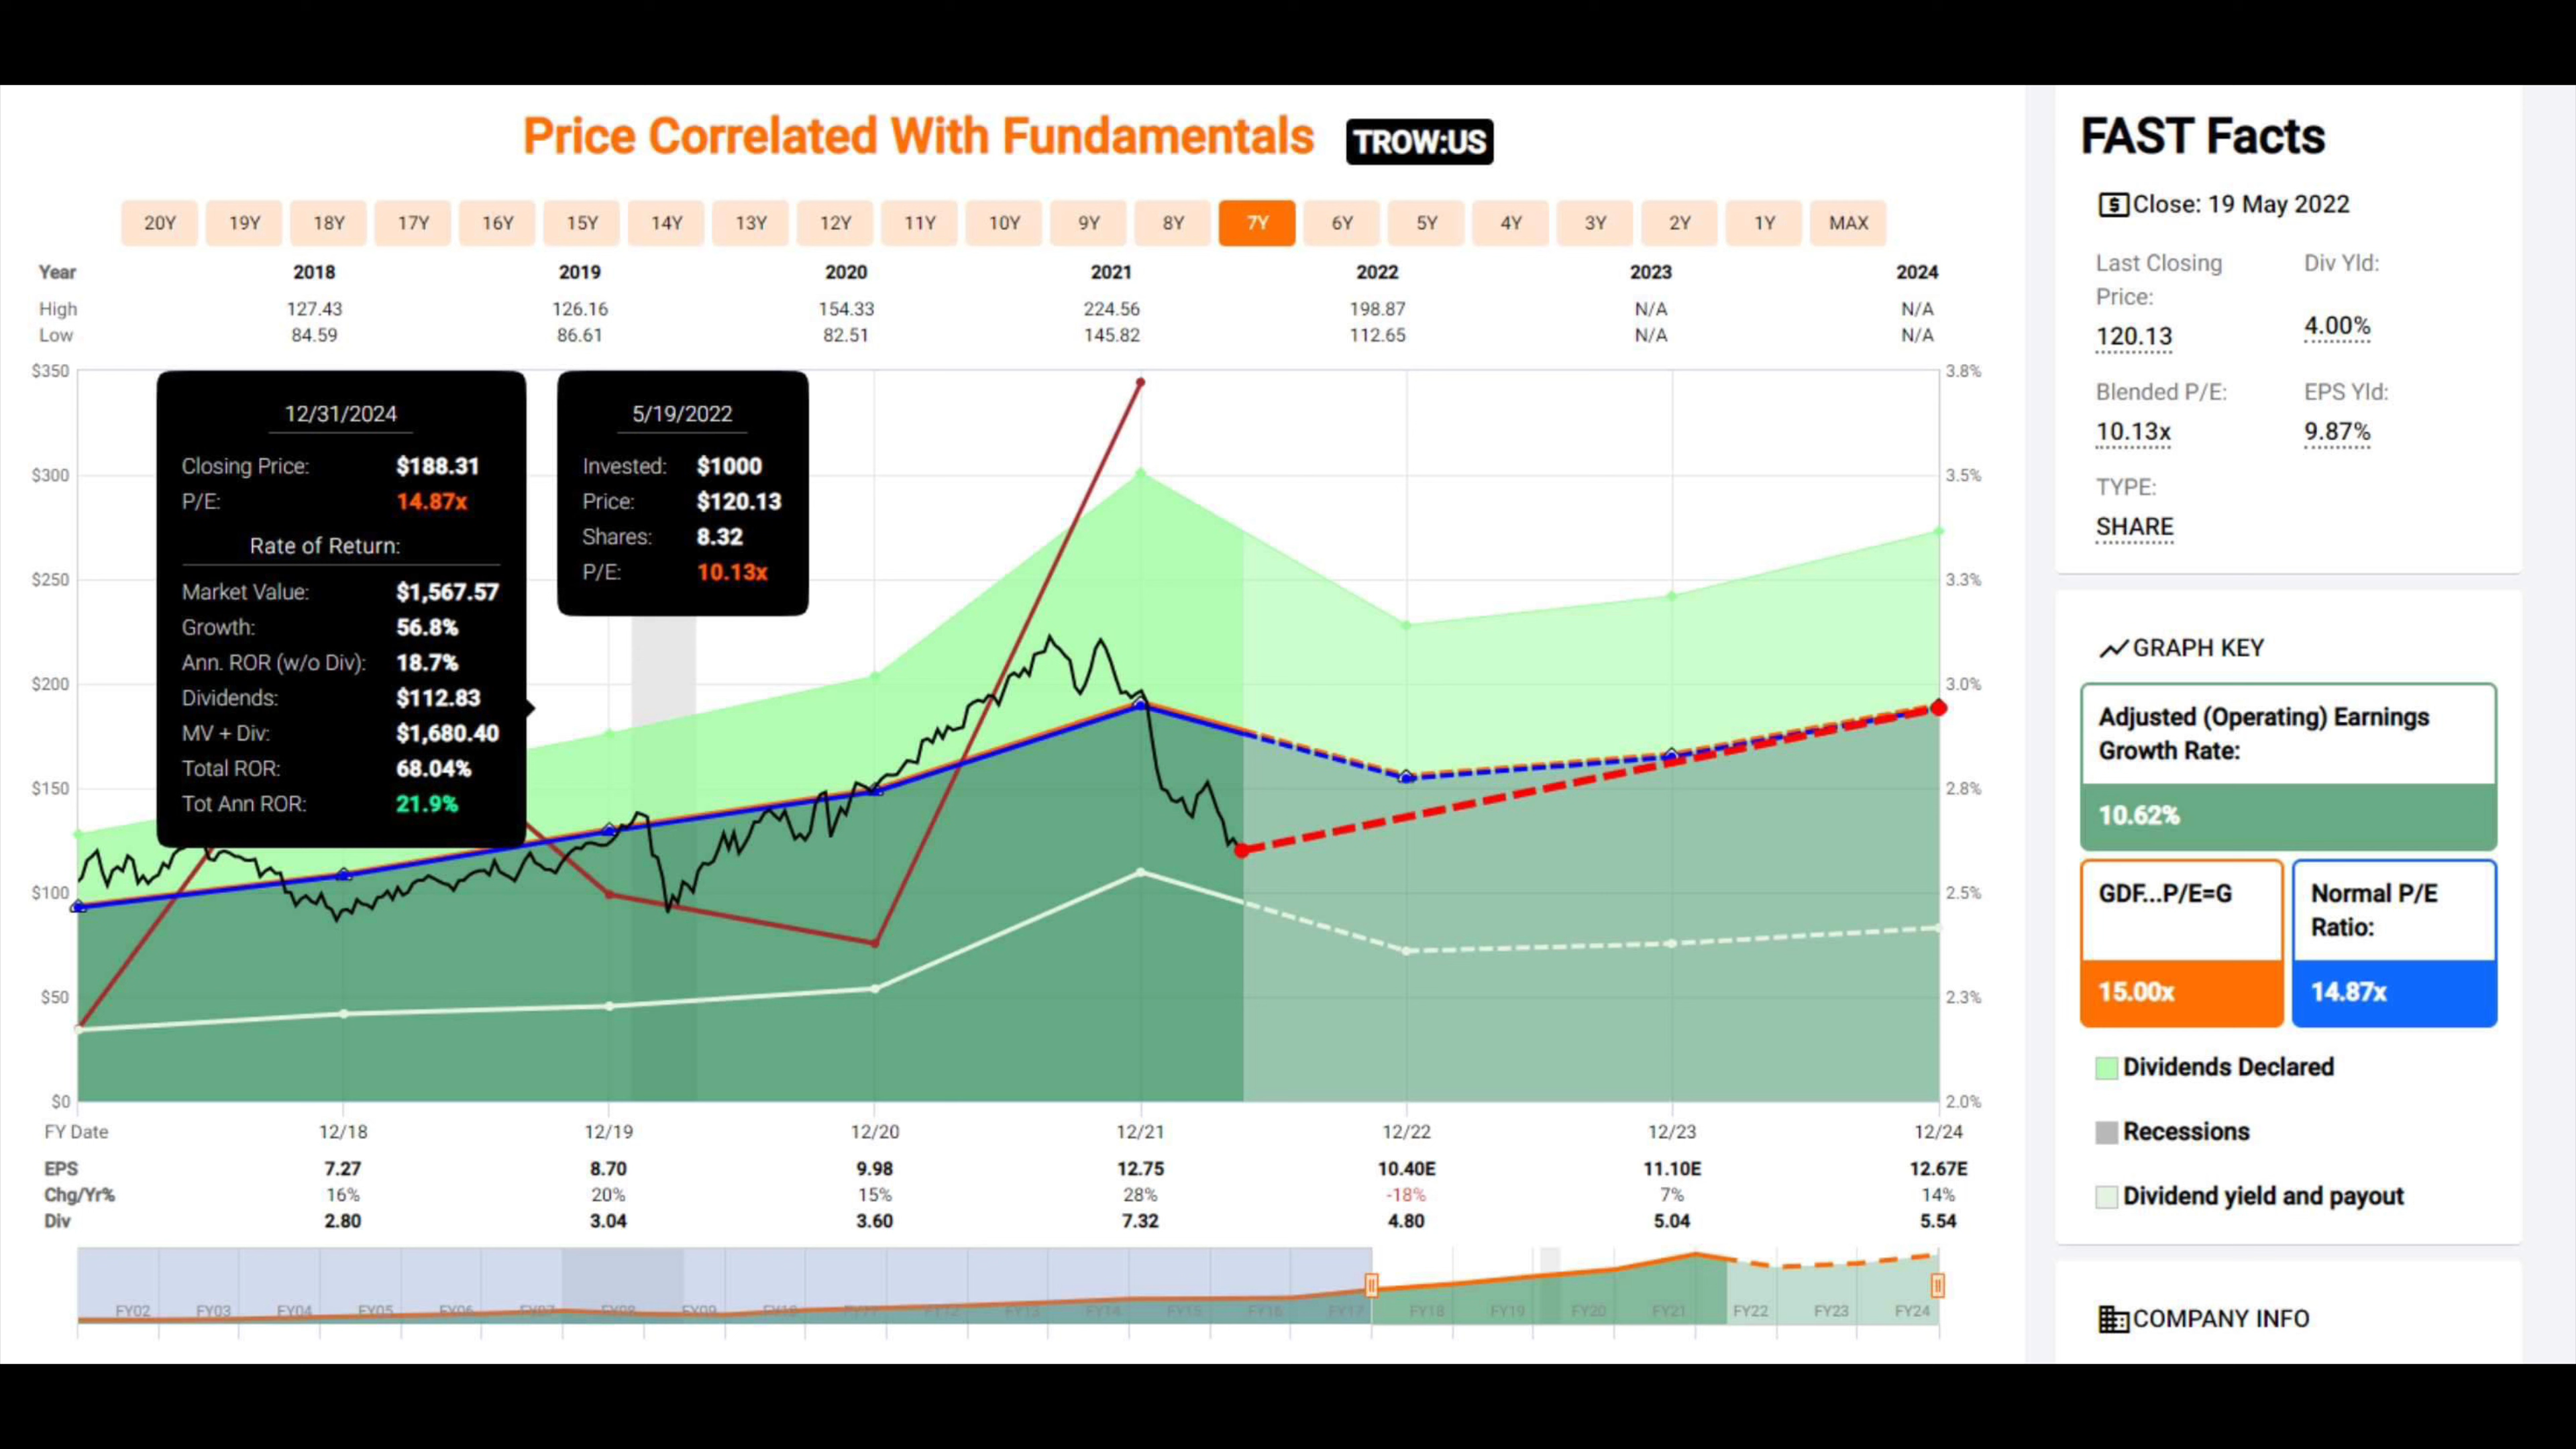 Price Correlated With Fundamentals TROW:US
20Y 19Y 18Y 17Y 16Y 15Y 14Y 13Y 12Y 11Y 10Y 9Y 8Y 7Y 6Y 5Y 4Y 3Y 2Y 1Y MAX
Year 2018 2019 2020 2021 2022 2023 2024
High 127.43 126.16 154.33 224.56 198.87 N/A N/A
Low 84.59 86.61 82.51 145.82 112.65 N/A N/A
$350
$300
$250
$200
$150
$100
$50
$0
12/31/2024
Closing Price: $188.31
P/E: 14.87x
Rate of Return:
Market Value: $1,567.57
Growth: 56.8%
Ann. ROR (w/o Div): 18.7%
Dividends: $112.83
MV + Div: $1,680.40
Total ROR: 68.04%
Tot Ann ROR: 21.9%
5/19/2022
Invested: $1000
Price: $120.13
Shares: 8.32
P/E: 10.13x
3.8%
3.5%
3.3%
3.0%
2.8%
2.5%
2.3%
2.0%
FY Date 12/18 12/19 12/20 12/21 12/22 12/23 12/24
EPS 7.27 8.70 9.98 12.75 10.40E 11.10E 12.67E
Chg/Yr% 16% 20% 15% 28% -18% 7% 14%
Div 2.80 3.04 3.60 7.32 4.80 5.04 5.54
FY02 FY03 FY04 FY05 FY06 FY07 FY08 FY09 FY10 FY11 FY12 FY13 FY14 FY15 FY16 FY17 FY18 FY19 FY20 FY21 FY22 FY23 FY24
FAST Facts
Close: 19 May 2022
Last Closing
Price:
120.13
Div Yld:
4.00%
Blended P/E:
10.13x
EPS Yld:
9.87%
TYPE:
SHARE
GRAPH KEY
Adjusted (Operating) Earnings
Growth Rate:
10.62%
GDF...P/E=G
15.00x
Normal P/E
Ratio:
14.87x
Dividends Declared
Recessions
Dividend yield and payout
COMPANY INFO